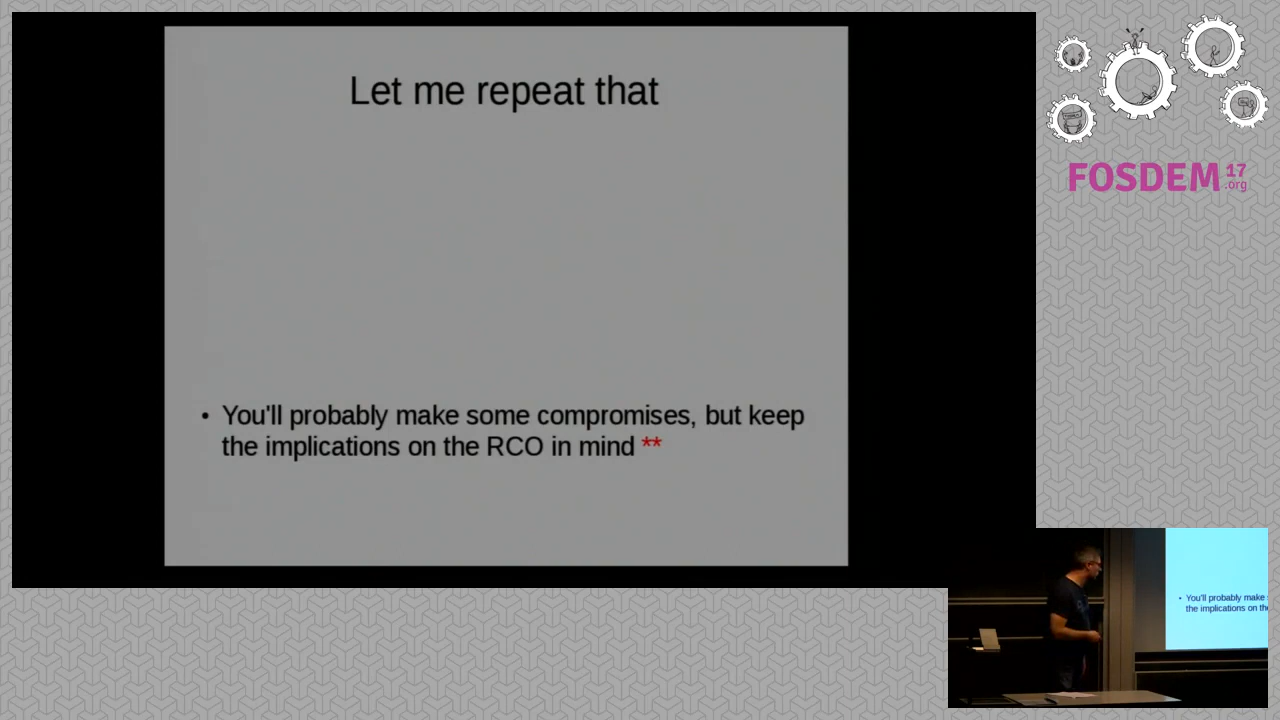 Let me repeat that
• You'll probably make some compromises, but keep
the implications on the RCO in mind **
FOSDEM 17
.org
• You'll probably make
the implications on the